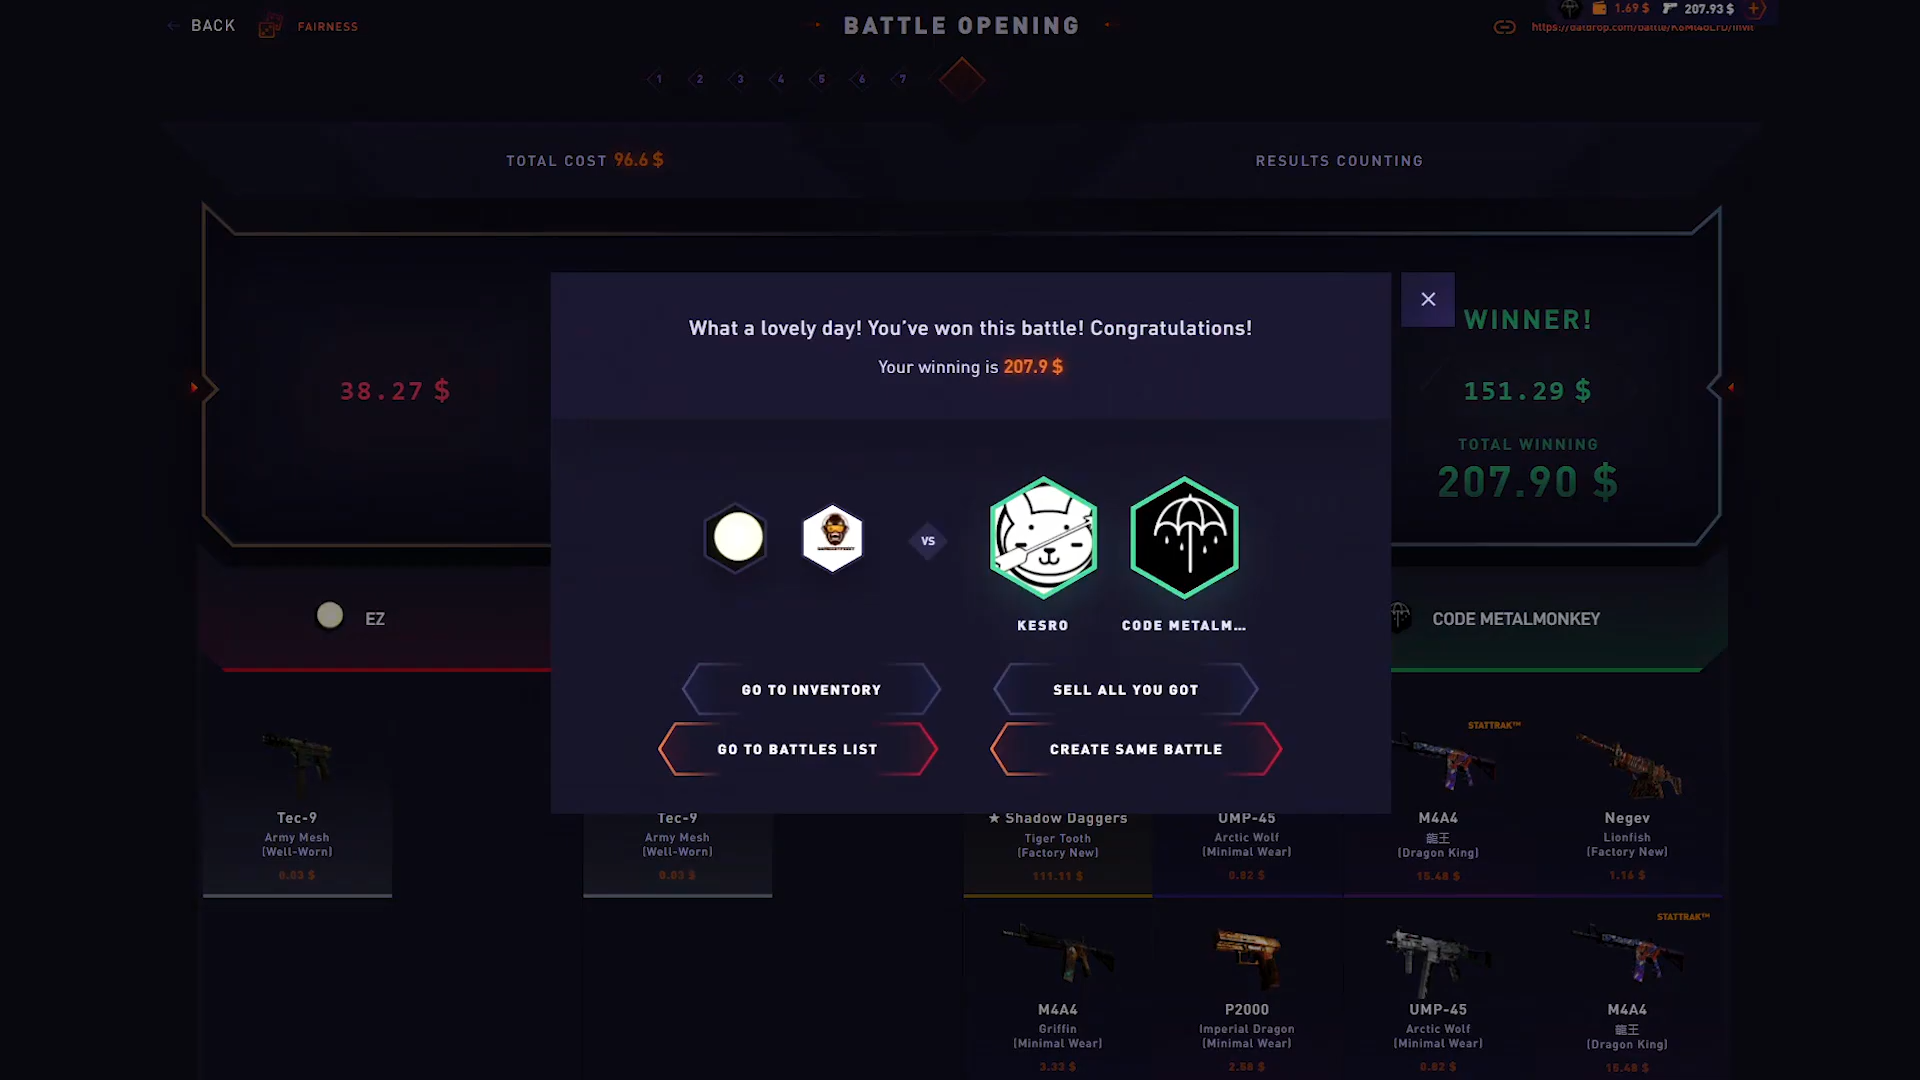 BACK
FAIRNESS
BATTLE OPENING
1.69 $
207.93 $
1 2 3 4 5 6 7
TOTAL COST 96.6 $
RESULTS COUNTING
What a lovely day! You’ve won this battle! Congratulations!
Your winning is 207.9 $
WINNER!
38.27 $
151.29 $
TOTAL WINNING
207.90 $
VS
EZ
KESRO
CODE METALM...
CODE METALMONKEY
GO TO INVENTORY
SELL ALL YOU GOT
GO TO BATTLES LIST
CREATE SAME BATTLE
Tec-9
Army Mesh
(Well-Worn)
0.03 $
Tec-9
Army Mesh
(Well-Worn)
0.03 $
★ Shadow Daggers
Tiger Tooth
(Factory New)
111.11 $
UMP-45
Arctic Wolf
(Minimal Wear)
0.82 $
STATTRAK™
M4A4
龍王
(Dragon King)
15.48 $
Negev
Lionfish
(Factory New)
1.16 $
M4A4
Griffin
(Minimal Wear)
3.33 $
P2000
Imperial Dragon
(Minimal Wear)
2.58 $
UMP-45
Arctic Wolf
(Minimal Wear)
0.82 $
STATTRAK™
M4A4
龍王
(Dragon King)
15.48 $